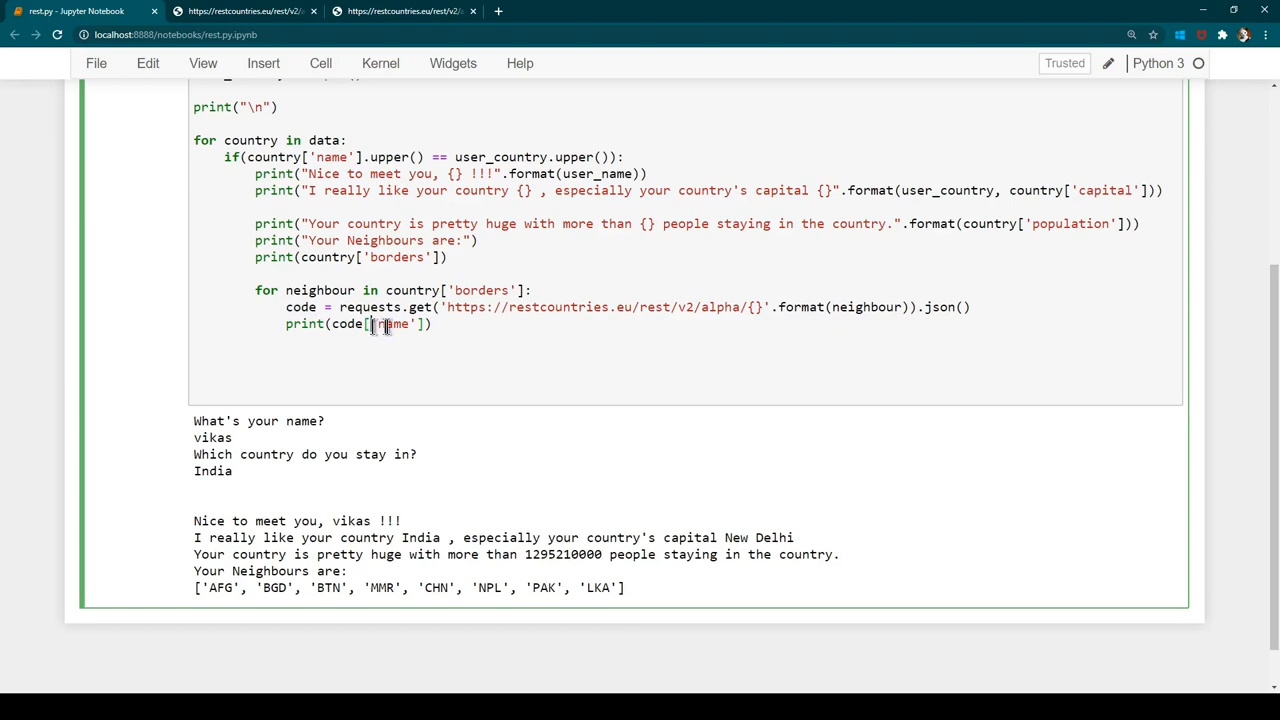 rest.py - Jupyter Notebook
https://restcountries.eu/rest/v2/
https://restcountries.eu/rest/v2/
localhost:8888/notebooks/rest.py.ipynb
File Edit View Insert Cell Kernel Widgets Help Trusted Python 3
print("\n")
for country in data:
if(country['name'].upper() == user_country.upper()):
print("Nice to meet you, {} !!!".format(user_name))
print("I really like your country {} , especially your country's capital {}".format(user_country, country['capital']))
print("Your country is pretty huge with more than {} people staying in the country.".format(country['population']))
print("Your Neighbours are:")
print(country['borders'])
for neighbour in country['borders']:
code = requests.get('https://restcountries.eu/rest/v2/alpha/{}'.format(neighbour)).json()
print(code['name'])
What's your name?
vikas
Which country do you stay in?
India
Nice to meet you, vikas !!!
I really like your country India , especially your country's capital New Delhi
Your country is pretty huge with more than 1295210000 people staying in the country.
Your Neighbours are:
['AFG', 'BGD', 'BTN', 'MMR', 'CHN', 'NPL', 'PAK', 'LKA']